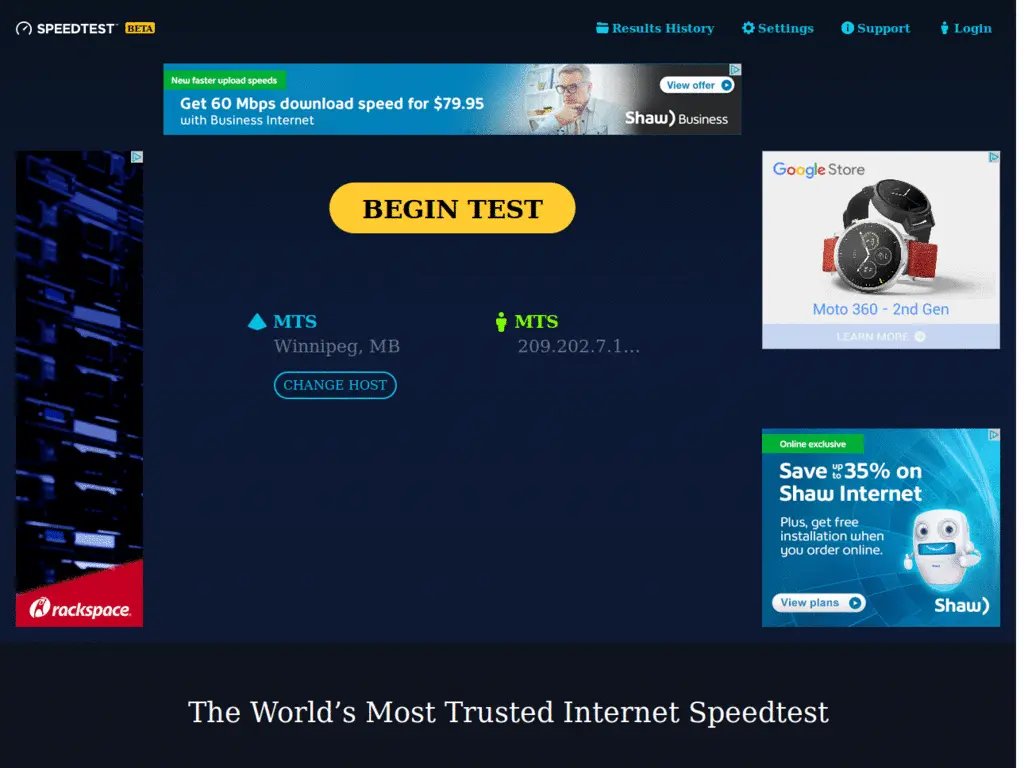 SPEEDTEST™ BETA
Results History
Settings
Support
Login
New faster upload speeds
Get 60 Mbps download speed for $79.95
with Business Internet
View offer
Shaw) Business
BEGIN TEST
MTS
Winnipeg, MB
CHANGE HOST
MTS
209.202.7.1...
rackspace.
Google Store
Moto 360 - 2nd Gen
LEARN MORE
Online exclusive
Save up to 35% on
Shaw Internet
Plus, get free
installation when
you order online.
View plans
Shaw)
The World’s Most Trusted Internet Speedtest